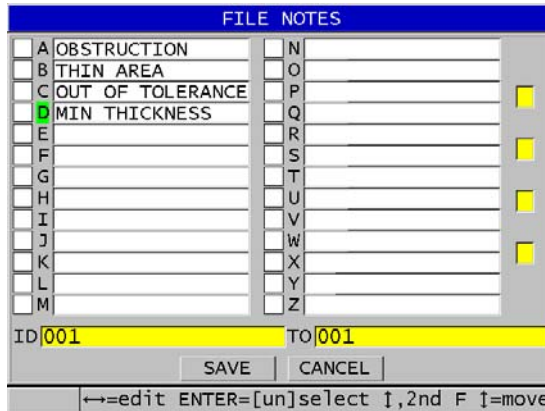 FILE NOTES
A OBSTRUCTION
B THIN AREA
C OUT OF TOLERANCE
D MIN THICKNESS
E
F
G
H
I
J
K
L
M
N
O
P
Q
R
S
T
U
V
W
X
Y
Z
ID 001 TO 001
SAVE CANCEL
↔=edit ENTER=[un]select ↕,2nd F ↕=move